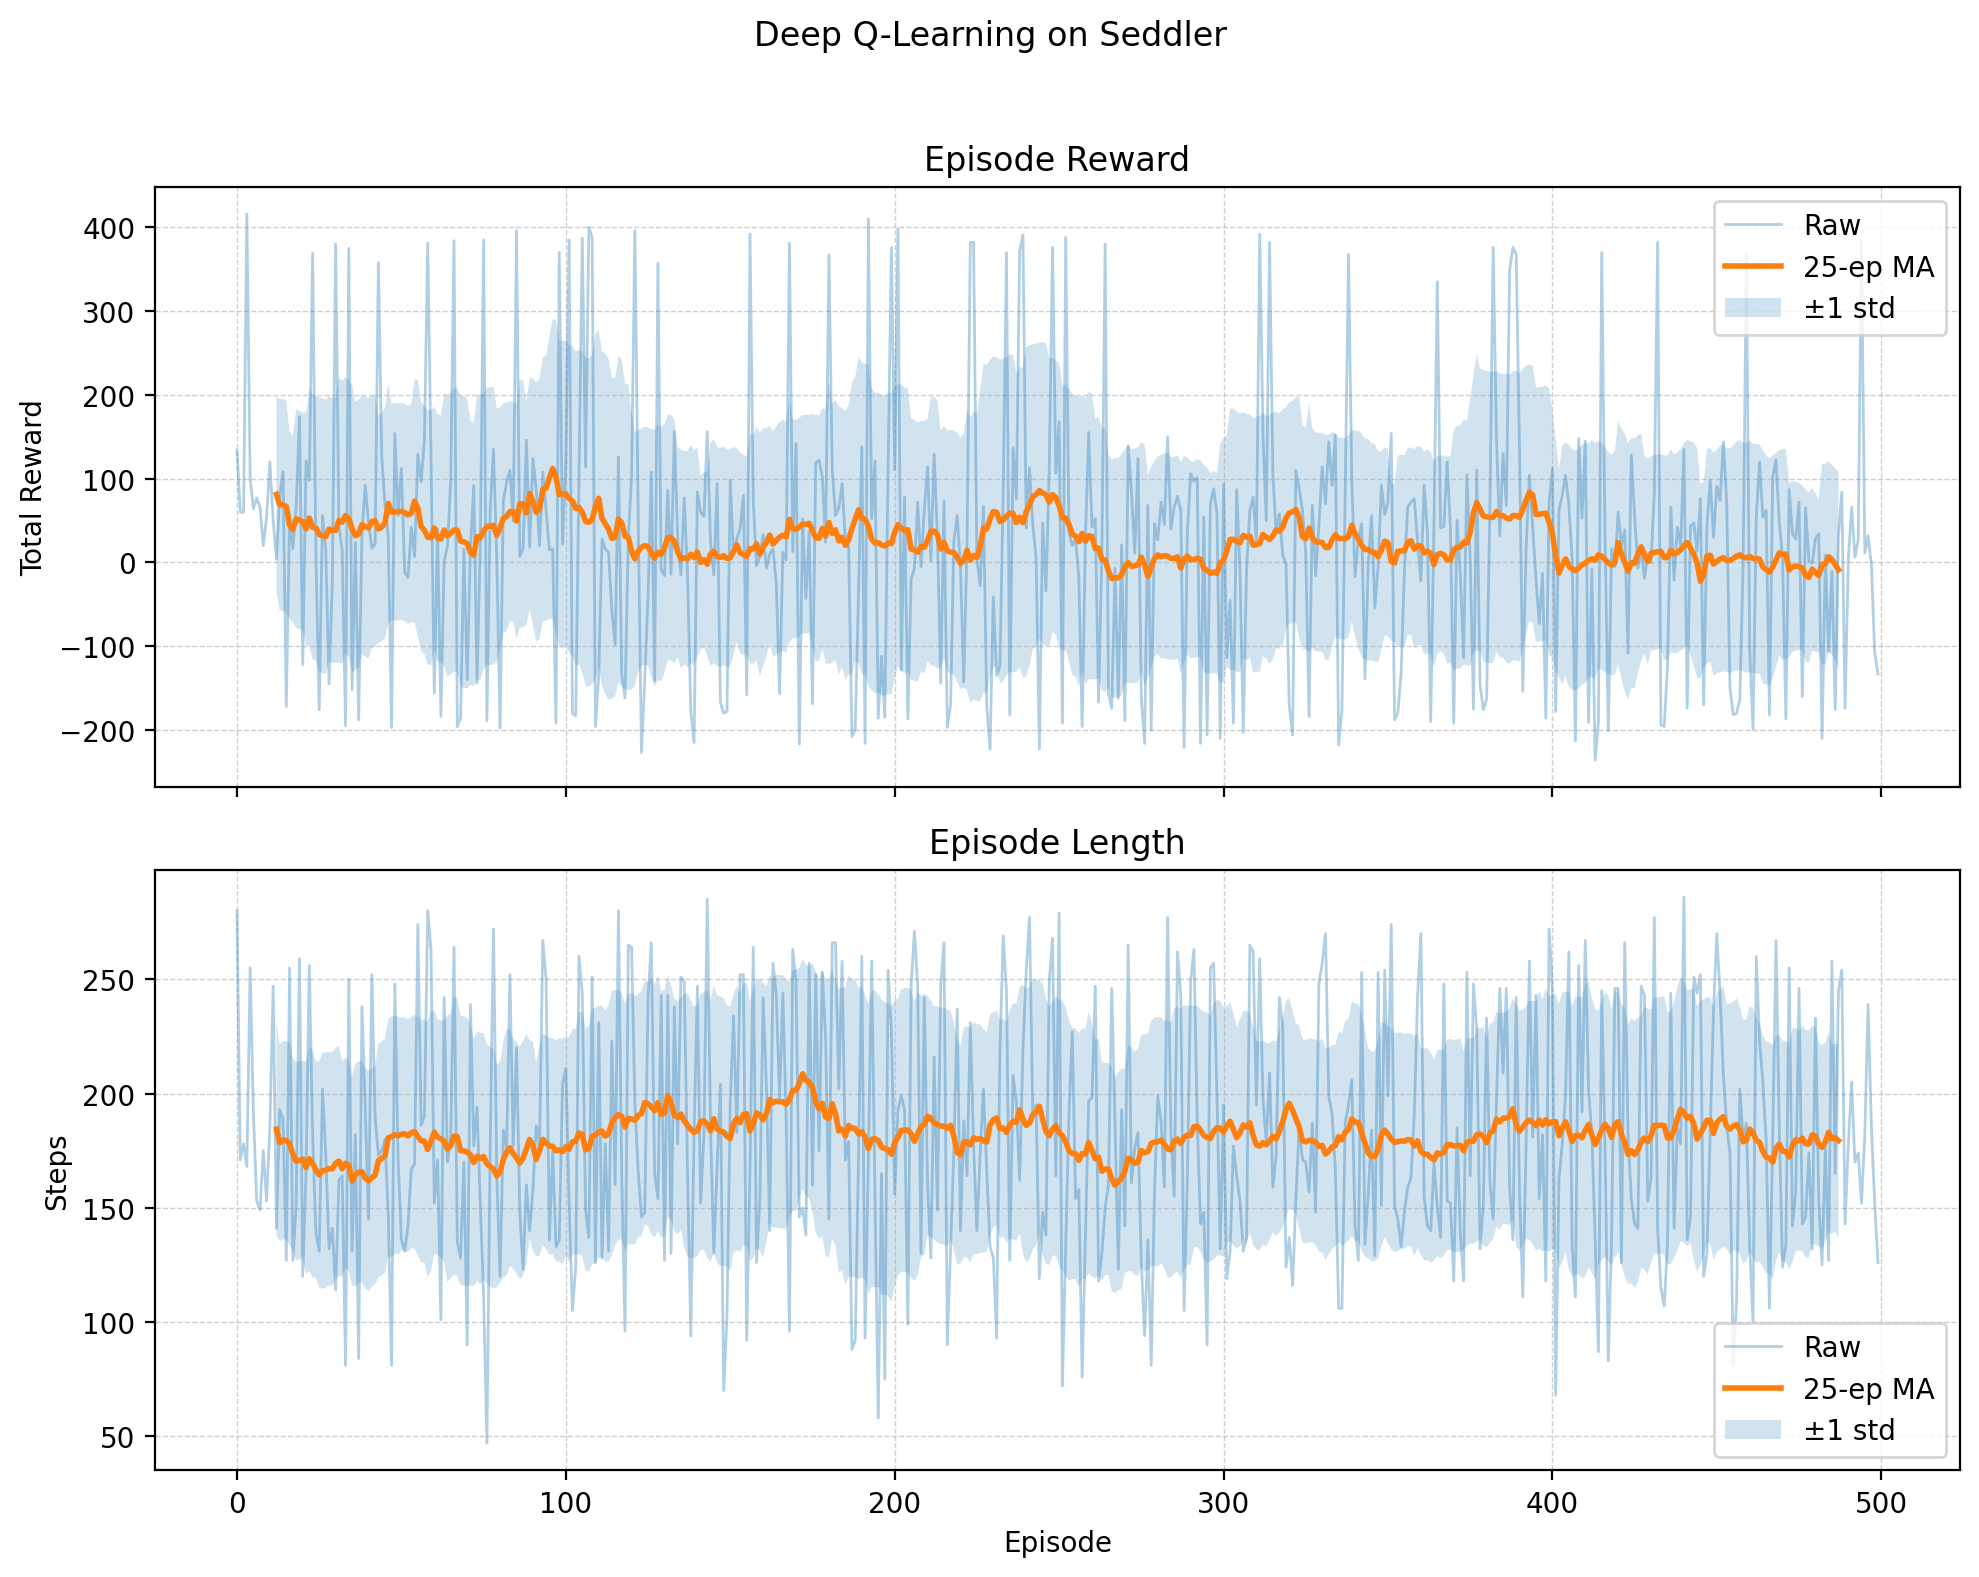 Deep Q-Learning on Seddler
Episode Reward
Total Reward
400
300
200
100
0
−100
−200
Raw
25-ep MA
±1 std
Episode Length
Steps
250
200
150
100
50
Raw
25-ep MA
±1 std
0 100 200 300 400 500
Episode